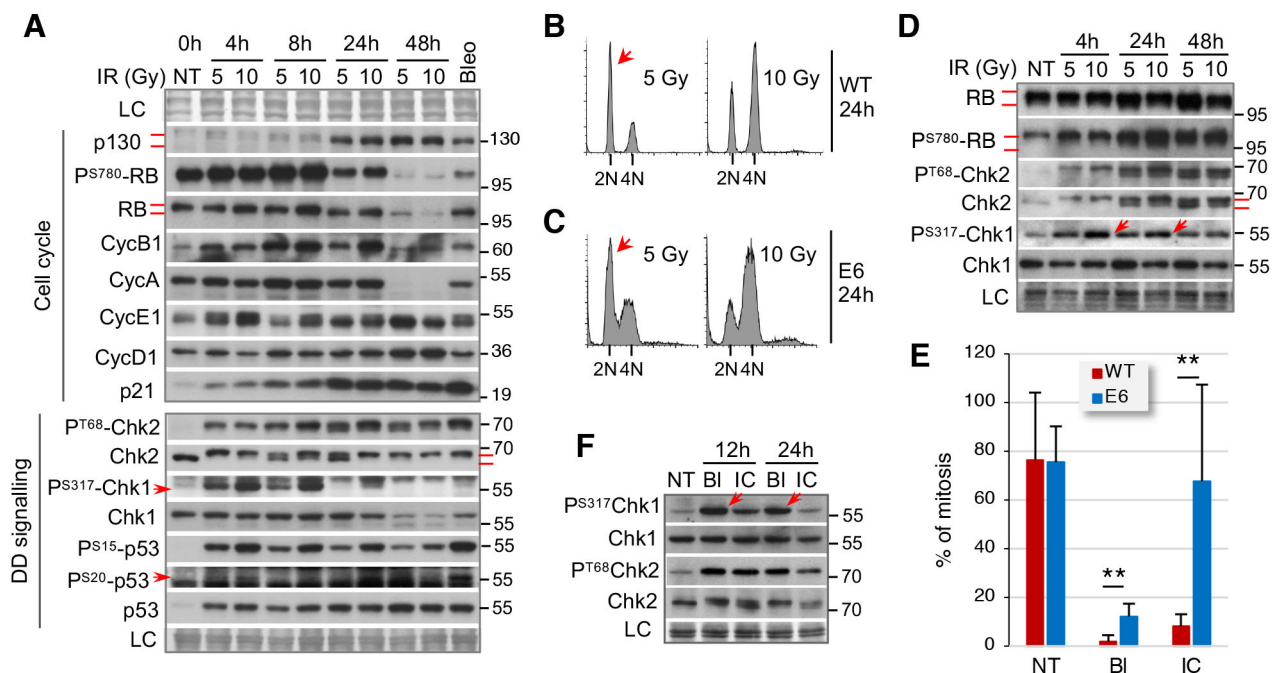 A
0h 4h 8h 24h 48h Bleo
IR (Gy) NT 5 10 5 10 5 10 5 10
LC
Cell cycle
p130 130
PS780-RB 95
RB 95
CycB1 60
CycA 55
CycE1 55
CycD1 36
p21 19
DD signalling
PT68-Chk2 70
Chk2 70
PS317-Chk1
Chk1 55
PS15-p53 55
PS20-p53
p53 55
LC
B
5 Gy 10 Gy
WT
24h
2N 4N 2N 4N
C
5 Gy 10 Gy
E6
24h
2N 4N 2N 4N
D
4h 24h 48h
IR (Gy) NT 5 10 5 10 5 10
RB 95
PS780-RB 95
PT68-Chk2 70
Chk2 70
PS317-Chk1 55
Chk1 55
LC
E
% of mitosis
120
100
80
60
40
20
0
WT
E6
**
**
NT Bl IC
F
12h 24h
NT Bl IC Bl IC
PS317Chk1 55
Chk1 55
PT68Chk2 70
Chk2 70
LC